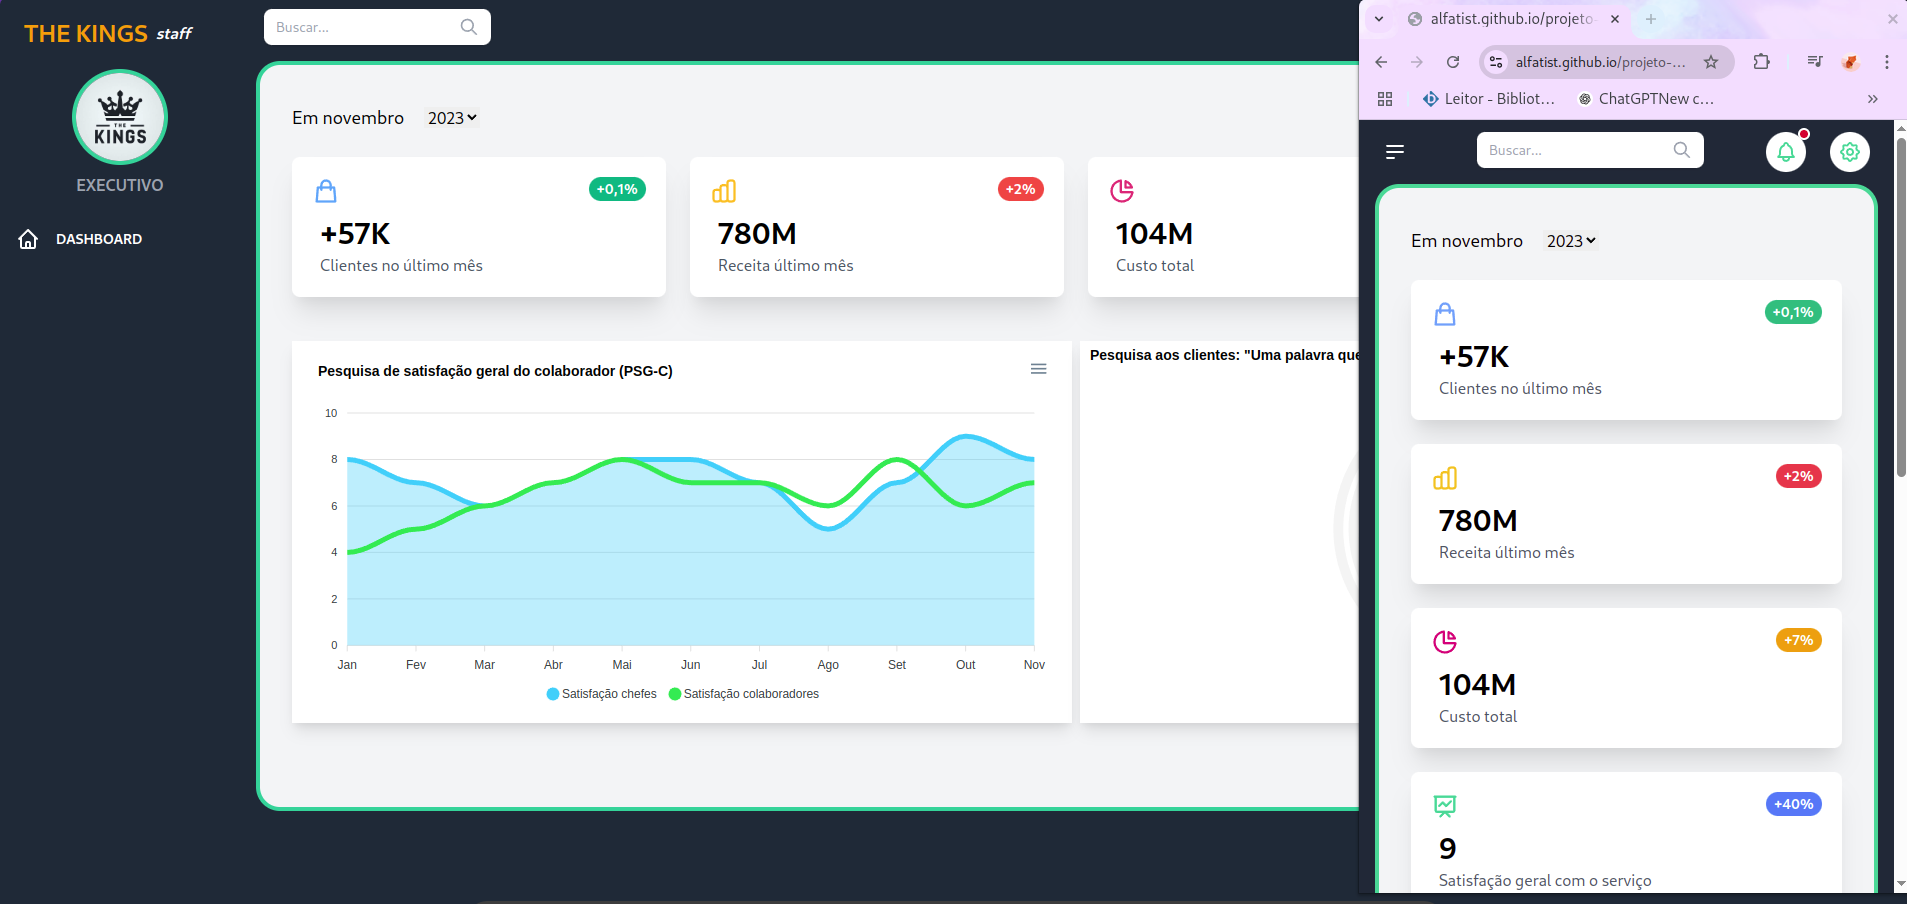 THE KINGS staff
Buscar...
THE
KINGS
EXECUTIVO
DASHBOARD
Em novembro 2023
+0,1%
+57K
Clientes no último mês
+2%
780M
Receita último mês
104M
Custo total
Pesquisa de satisfação geral do colaborador (PSG-C)
10
8
6
4
2
0
Jan Fev Mar Abr Mai Jun Jul Ago Set Out Nov
Satisfação chefes Satisfação colaboradores
Pesquisa aos clientes: "Uma palavra que
alfatist.github.io/projeto-
alfatist.github.io/projeto-...
Leitor - Bibliot... ChatGPTNew c...
Buscar...
Em novembro 2023
+0,1%
+57K
Clientes no último mês
+2%
780M
Receita último mês
+7%
104M
Custo total
+40%
9
Satisfação geral com o serviço